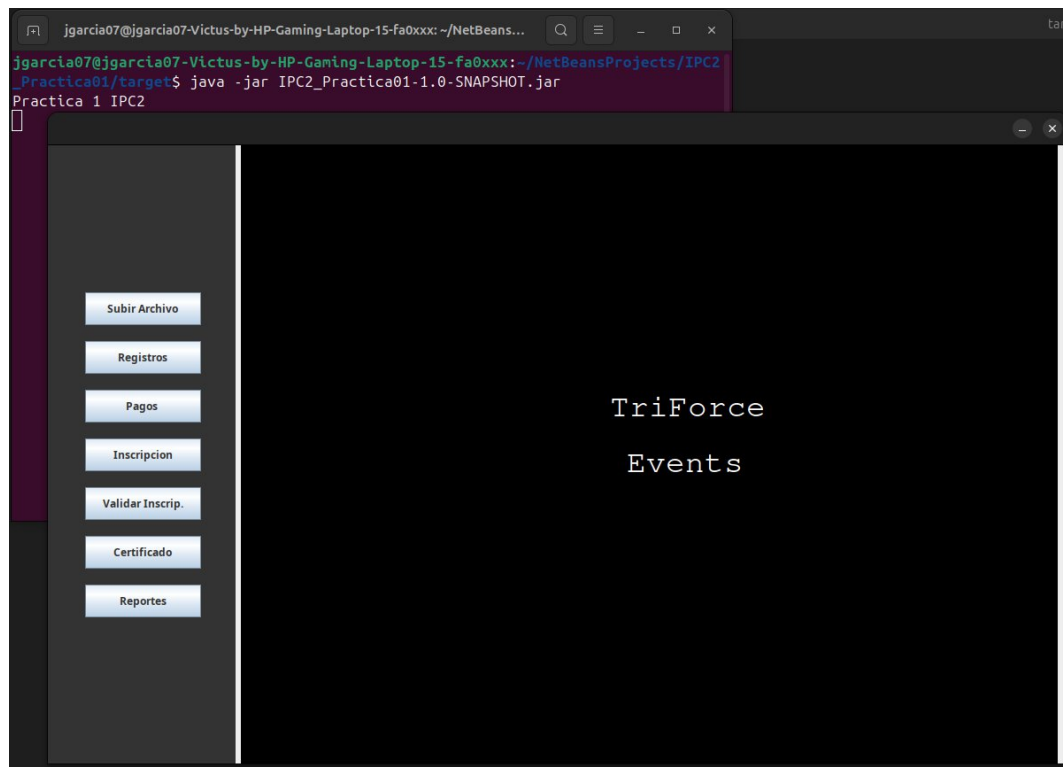 jgarcia07@jgarcia07-Victus-by-HP-Gaming-Laptop-15-fa0xxx: ~/NetBeans...
jgarcia07@jgarcia07-Victus-by-HP-Gaming-Laptop-15-fa0xxx:~/NetBeansProjects/IPC2
_Practica01/target$ java -jar IPC2_Practica01-1.0-SNAPSHOT.jar
Practica 1 IPC2
Subir Archivo
Registros
Pagos
Inscripcion
Validar Inscrip.
Certificado
Reportes
TriForce
Events